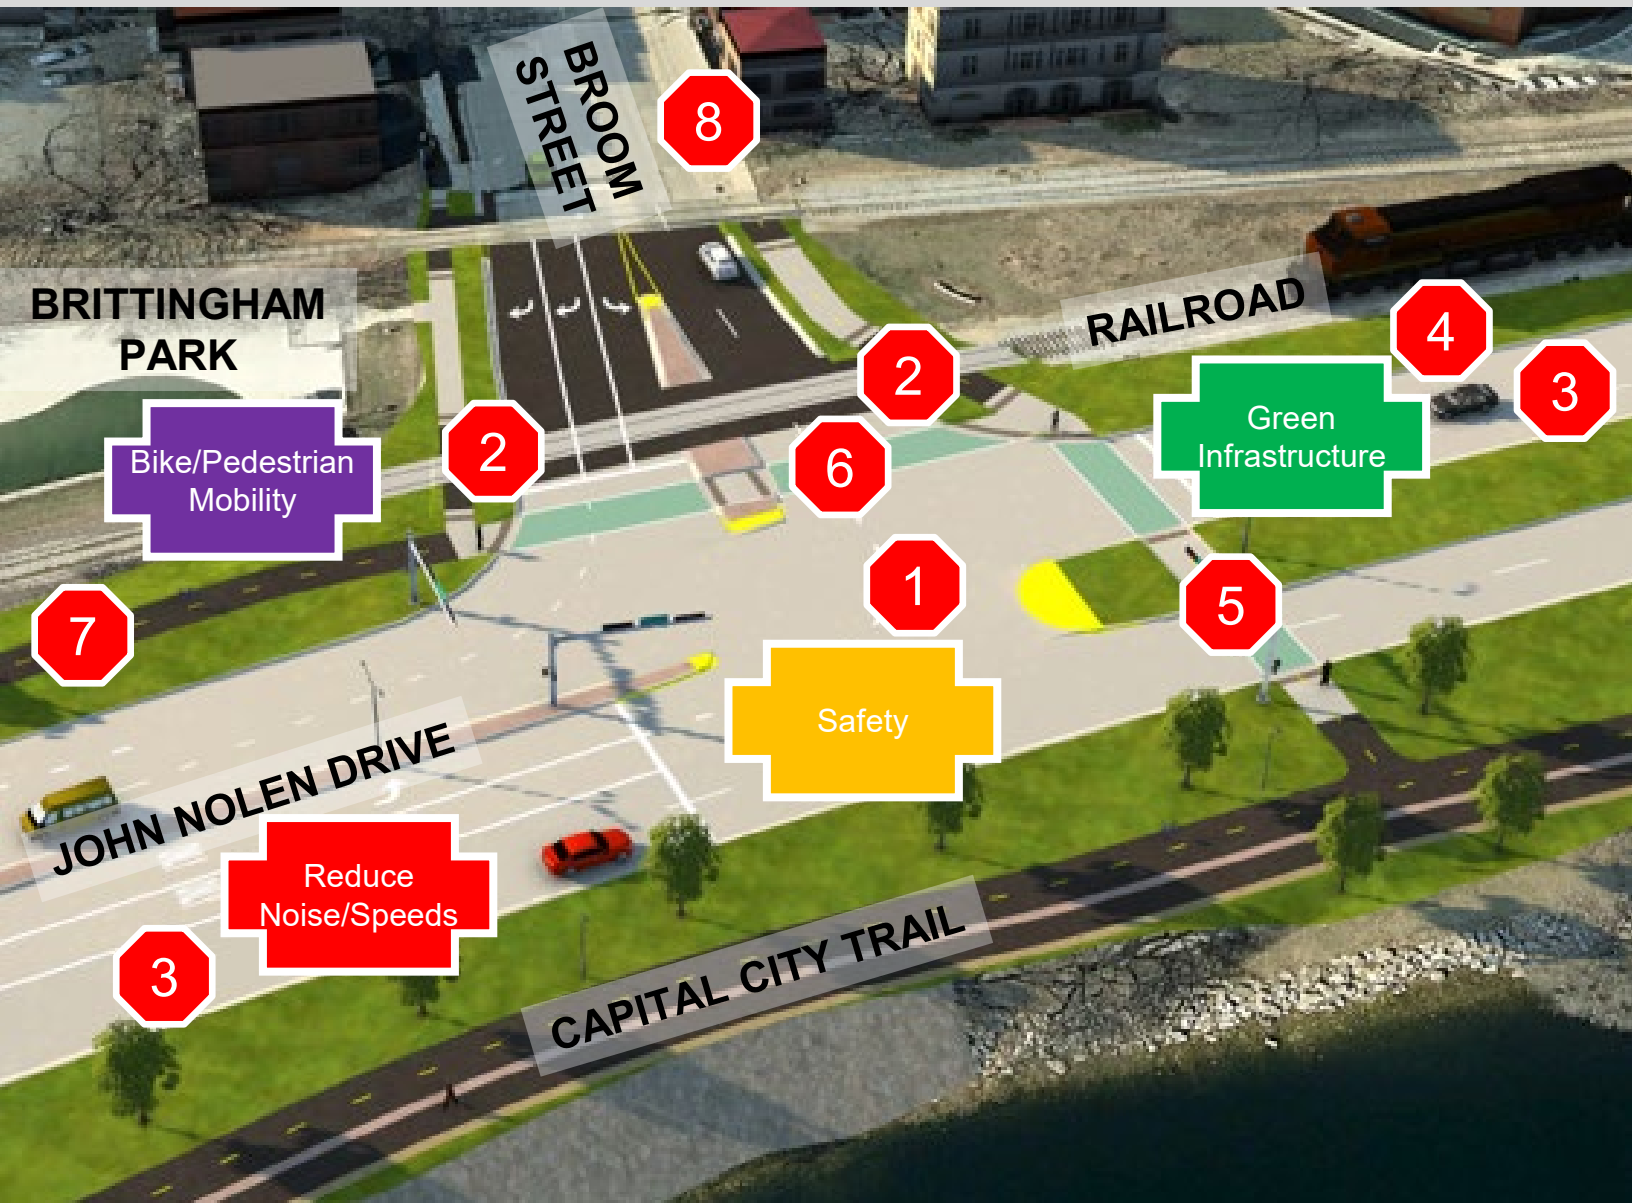 BROOM
STREET
8
BRITTINGHAM
PARK
RAILROAD
4
2
3
Green
Infrastructure
2
6
Bike/Pedestrian
Mobility
1
5
7
Safety
JOHN NOLEN DRIVE
Reduce
Noise/Speeds
3
CAPITAL CITY TRAIL